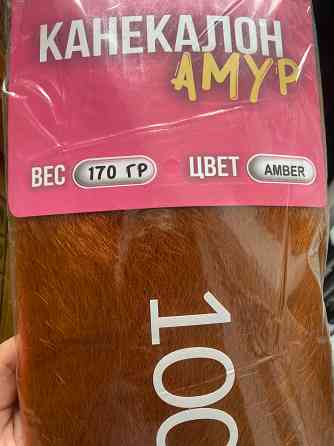 КАНЕКАЛОН
АМУР
ВЕС 170 ГР ЦВЕТ AMBER
100